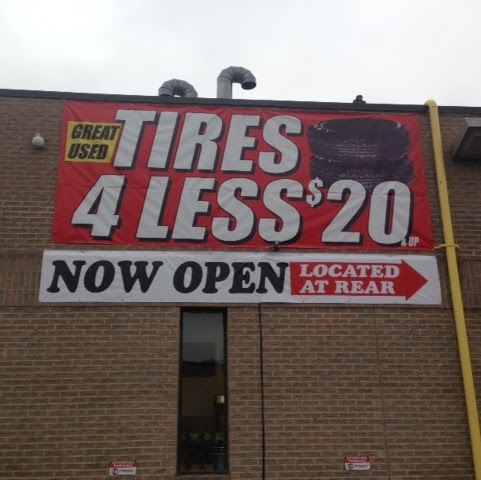 GREAT
USED
TIRES
4 LESS $20
& UP
NOW OPEN
LOCATED
AT REAR